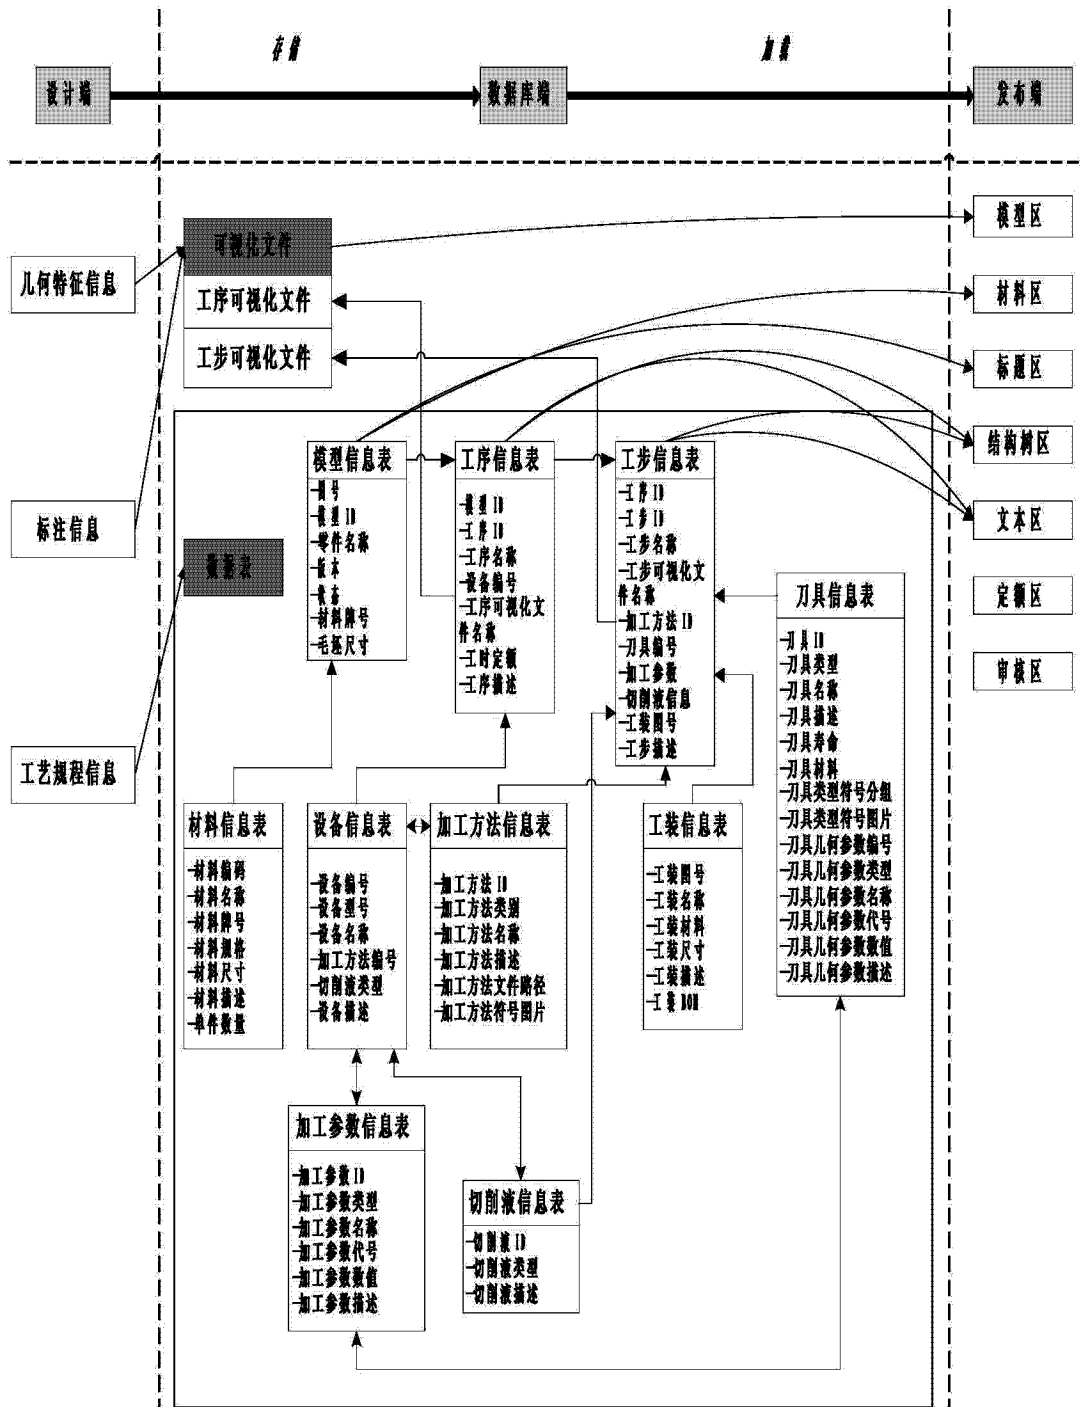 存储
加载
设计端
数据库端
发布端
可视化文件
工序可视化文件
工步可视化文件
几何特征信息
标注信息
工艺规程信息
数据表
模型区
材料区
标题区
结构树区
文本区
定额区
审核区
模型信息表
-图号
-模型ID
-零件名称
-版本
-状态
-材料牌号
-毛坯尺寸
工序信息表
-模型ID
-工序ID
-工序名称
-设备编号
-工序可视化文
件名称
-工时定额
-工序描述
工步信息表
-工序ID
-工步ID
-工步名称
-工步可视化文
件名称
-加工方法ID
-刀具编号
-加工参数
-切削液信息
-工装图号
-工步描述
刀具信息表
-刀具ID
-刀具类型
-刀具名称
-刀具描述
-刀具寿命
-刀具材料
-刀具类型符号分组
-刀具类型符号图片
-刀具几何参数编号
-刀具几何参数类型
-刀具几何参数名称
-刀具几何参数代号
-刀具几何参数数值
-刀具几何参数描述
材料信息表
-材料编码
-材料名称
-材料牌号
-材料规格
-材料尺寸
-材料描述
-单件数量
设备信息表
-设备编号
-设备型号
-设备名称
-加工方法编号
-切削液类型
-设备描述
加工方法信息表
-加工方法ID
-加工方法类别
-加工方法名称
-加工方法描述
-加工方法文件路径
-加工方法符号图片
工装信息表
-工装图号
-工装名称
-工装材料
-工装尺寸
-工装描述
-工装BOM
加工参数信息表
-加工参数ID
-加工参数类型
-加工参数名称
-加工参数代号
-加工参数数值
-加工参数描述
切削液信息表
-切削液ID
-切削液类型
-切削液描述